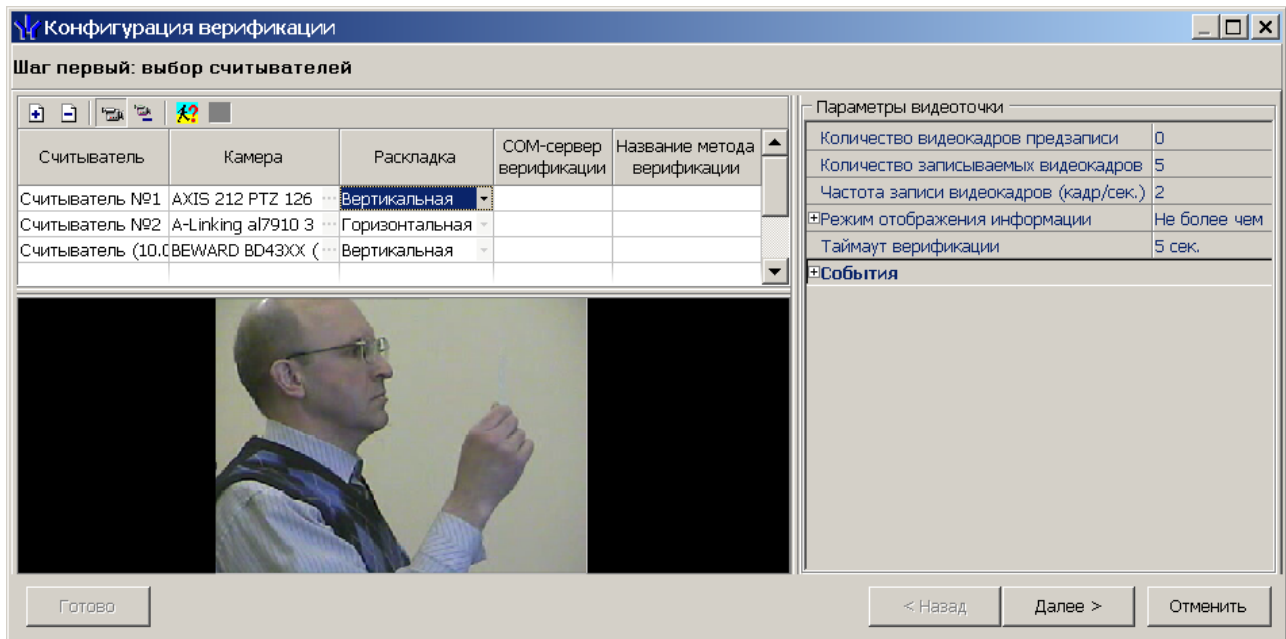 Конфигурация верификации
Шаг первый: выбор считывателей
Считыватель Камера Раскладка COM-сервер верификации Название метода верификации
Считыватель №1 AXIS 212 PTZ 126 ... Вертикальная
Считыватель №2 A-Linking al7910 3 ... Горизонтальная
Считыватель (10.0 BEWARD BD43XX ( ... Вертикальная
Параметры видеоточки
Количество видеокадров предзаписи 0
Количество записываемых видеокадров 5
Частота записи видеокадров (кадр/сек.) 2
Режим отображения информации Не более чем
Таймаут верификации 5 сек.
События
Готово
< Назад
Далее >
Отменить